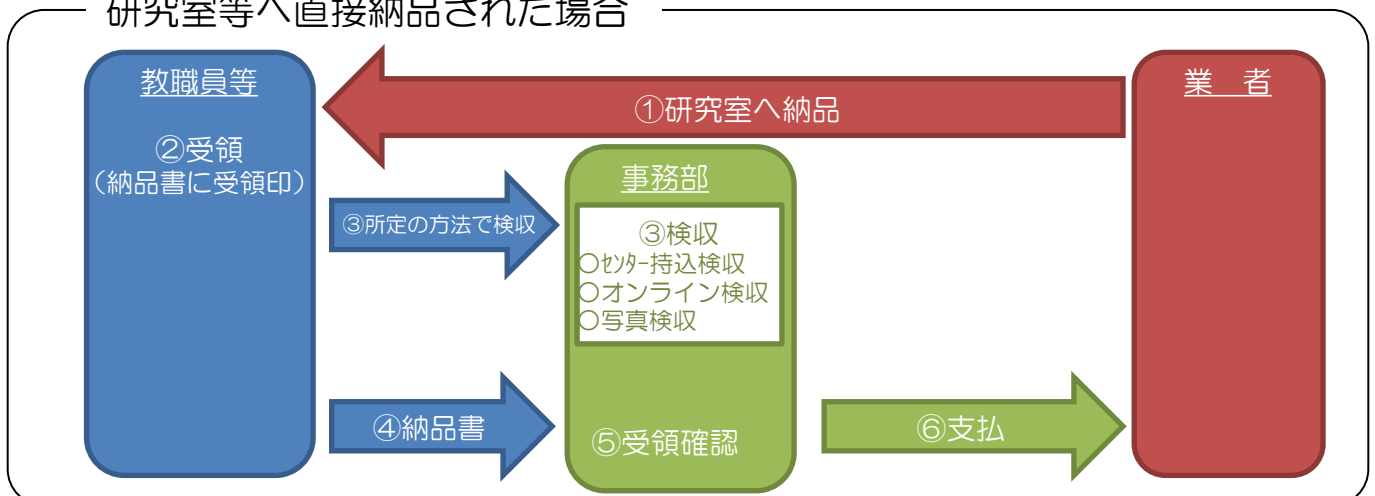 研究室等へ直接納品された場合
教職員等
②受領
(納品書に受領印)
①研究室へ納品
業　者
事務部
③所定の方法で検収
③検収
○ｾﾝﾀｰ持込検収
○オンライン検収
○写真検収
④納品書
⑤受領確認
⑥支払